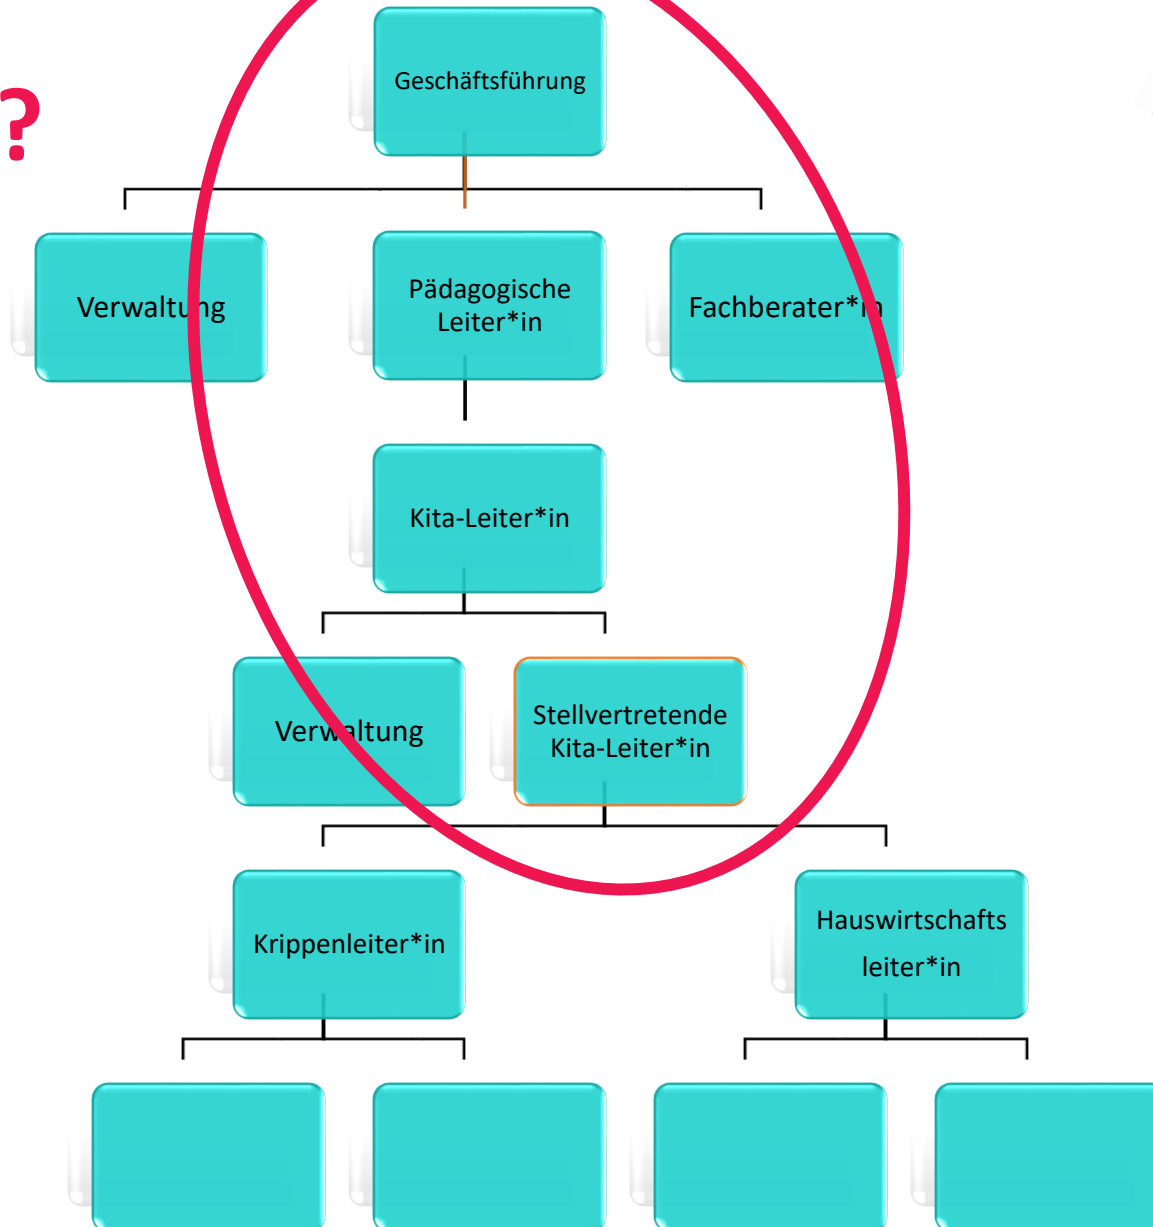 Geschäftsführung
?
Verwaltung
Pädagogische
Leiter*in
Fachberater*in
Kita-Leiter*in
Verwaltung
Stellvertretende
Kita-Leiter*in
Krippenleiter*in
Hauswirtschafts
leiter*in